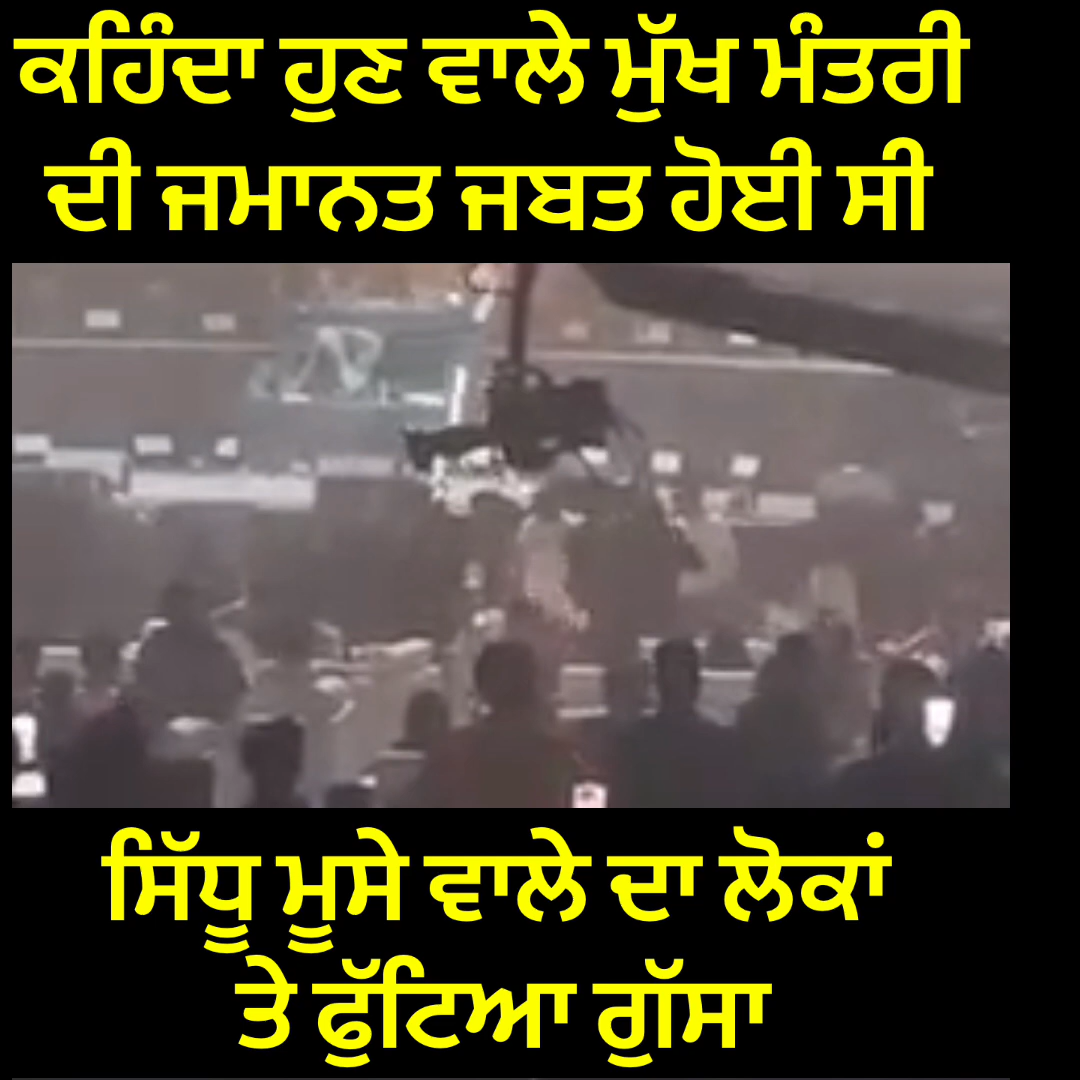 ਕਹਿੰਦਾ ਹੁਣ ਵਾਲੇ ਮੁੱਖ ਮੰਤਰੀ
ਦੀ ਜਮਾਨਤ ਜਬਤ ਹੋਈ ਸੀ
ਸਿੱਧੂ ਮੂਸੇ ਵਾਲੇ ਦਾ ਲੋਕਾਂ
ਤੇ ਫੁੱਟਿਆ ਗੁੱਸਾ